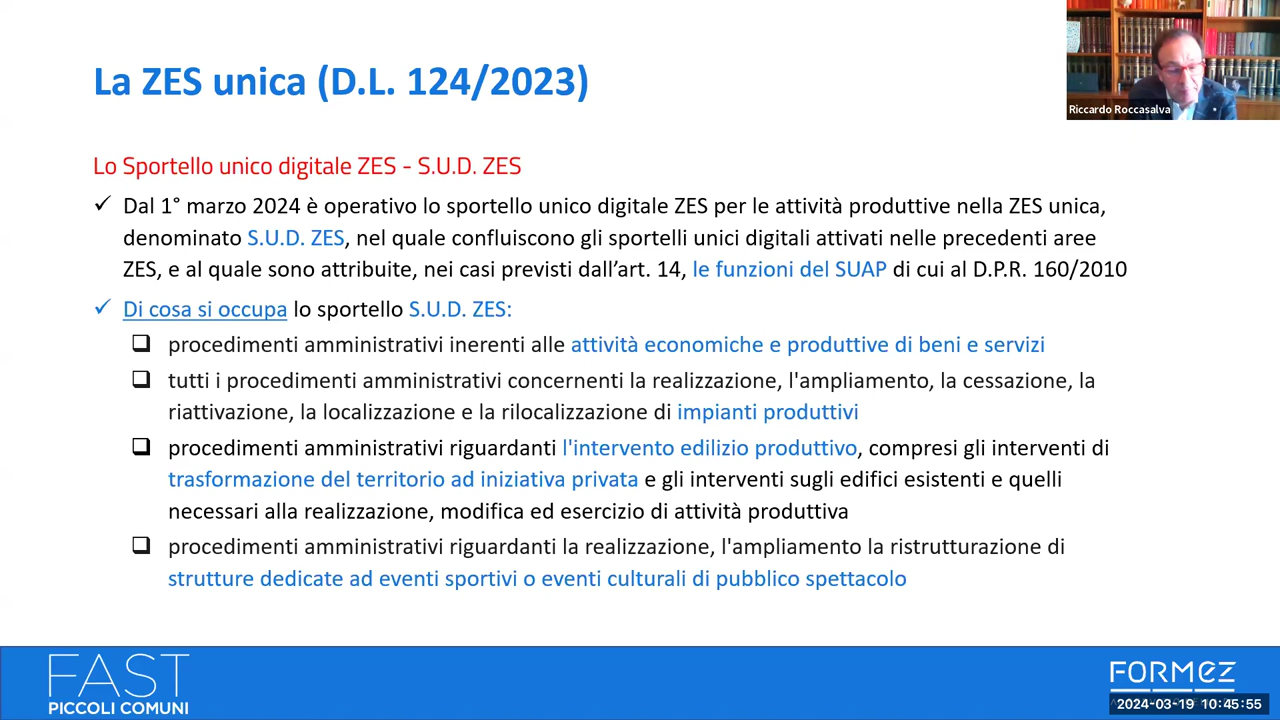 La ZES unica (D.L. 124/2023)
Riccardo Roccasalva
Lo Sportello unico digitale ZES - S.U.D. ZES
✓ Dal 1° marzo 2024 è operativo lo sportello unico digitale ZES per le attività produttive nella ZES unica,
denominato S.U.D. ZES, nel quale confluiscono gli sportelli unici digitali attivati nelle precedenti aree
ZES, e al quale sono attribuite, nei casi previsti dall’art. 14, le funzioni del SUAP di cui al D.P.R. 160/2010
✓ Di cosa si occupa lo sportello S.U.D. ZES:
❑ procedimenti amministrativi inerenti alle attività economiche e produttive di beni e servizi
❑ tutti i procedimenti amministrativi concernenti la realizzazione, l'ampliamento, la cessazione, la
riattivazione, la localizzazione e la rilocalizzazione di impianti produttivi
❑ procedimenti amministrativi riguardanti l'intervento edilizio produttivo, compresi gli interventi di
trasformazione del territorio ad iniziativa privata e gli interventi sugli edifici esistenti e quelli
necessari alla realizzazione, modifica ed esercizio di attività produttiva
❑ procedimenti amministrativi riguardanti la realizzazione, l'ampliamento la ristrutturazione di
strutture dedicate ad eventi sportivi o eventi culturali di pubblico spettacolo
FAST
PICCOLI COMUNI
FORMEZ
2024-03-19 10:45:55